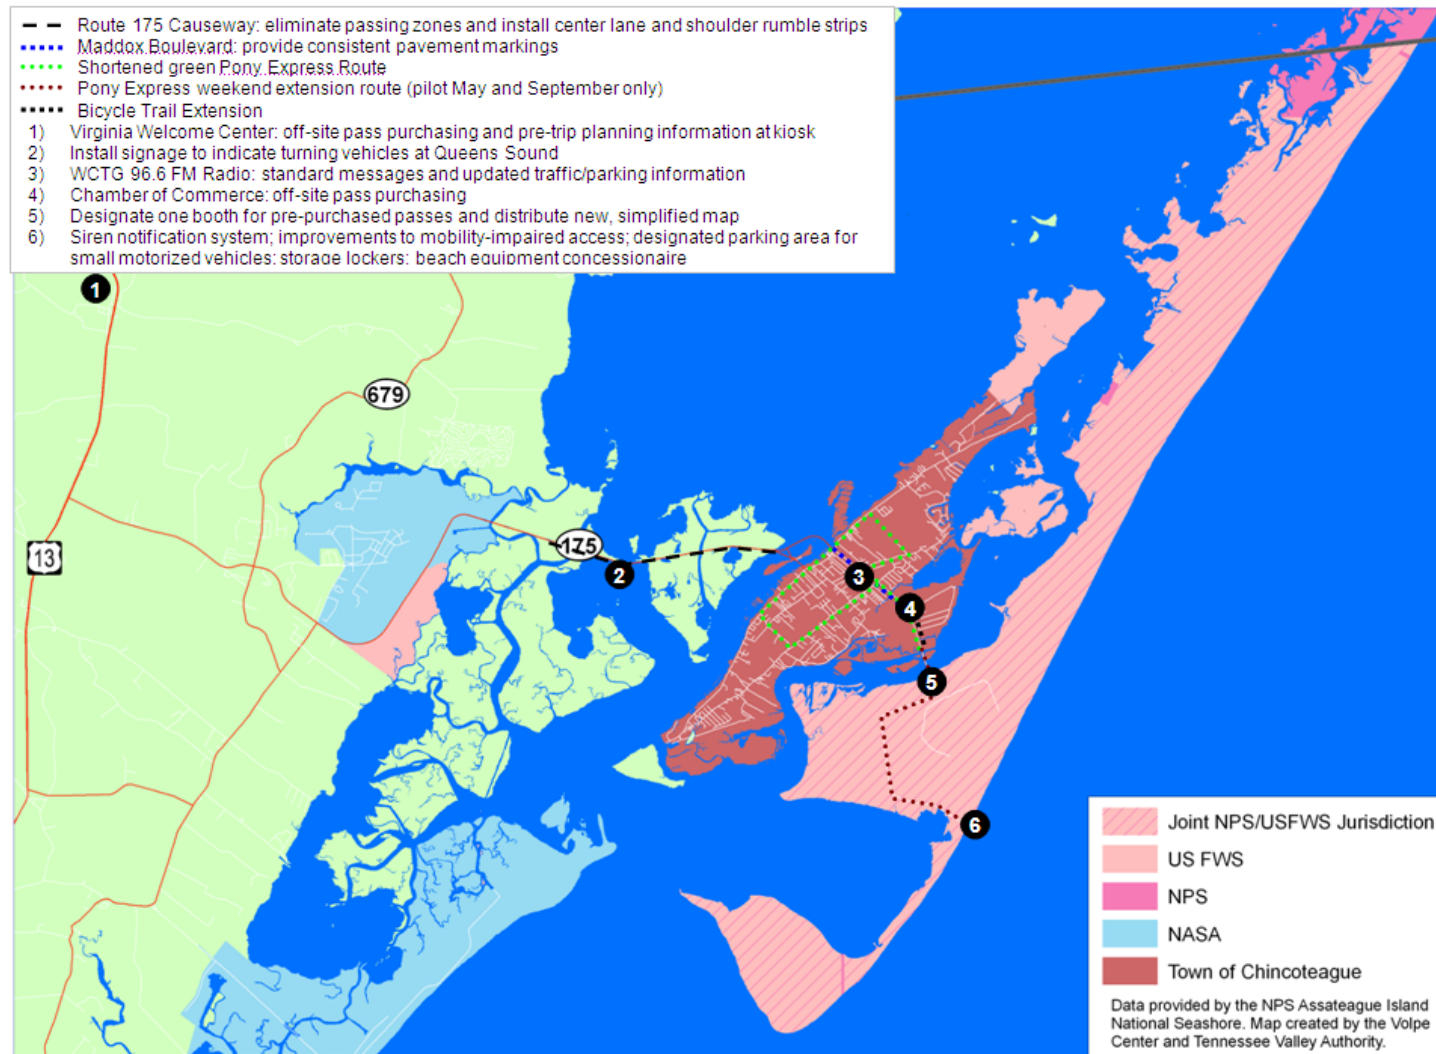 Route 175 Causeway: eliminate passing zones and install center lane and shoulder rumble strips
Maddox Boulevard: provide consistent pavement markings
Shortened green Pony Express Route
Pony Express weekend extension route (pilot May and September only)
Bicycle Trail Extension
1) Virginia Welcome Center: off-site pass purchasing and pre-trip planning information at kiosk
2) Install signage to indicate turning vehicles at Queens Sound
3) WCTG 96.6 FM Radio: standard messages and updated traffic/parking information
4) Chamber of Commerce: off-site pass purchasing
5) Designate one booth for pre-purchased passes and distribute new, simplified map
6) Siren notification system; improvements to mobility-impaired access; designated parking area for
small motorized vehicles; storage lockers; beach equipment concessionaire
1
679
13
175
2
3
4
5
6
Joint NPS/USFWS Jurisdiction
US FWS
NPS
NASA
Town of Chincoteague
Data provided by the NPS Assateague Island
National Seashore. Map created by the Volpe
Center and Tennessee Valley Authority.